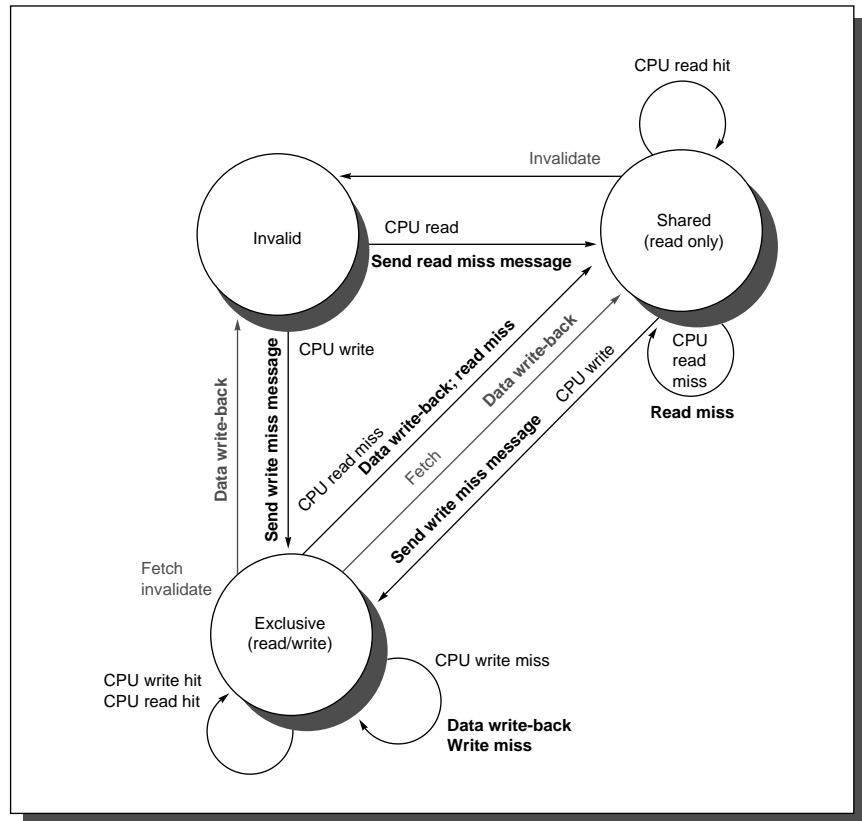 CPU read hit
Invalidate
Invalid
CPU read
Send read miss message
Shared
(read only)
CPU write
Send write miss message
Data write-back
Fetch
invalidate
CPU read miss
Data write-back; read miss
Fetch
Data write-back
CPU write
Send write miss message
CPU
read
miss
Read miss
Exclusive
(read/write)
CPU write hit
CPU read hit
CPU write miss
Data write-back
Write miss